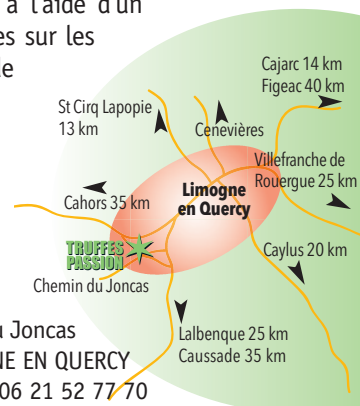 à l'aide d'un
es sur les
de
Cajarc 14 km
Figeac 40 km
St Cirq Lapopie
13 km
Cenevières
Villefranche de
Rouergue 25 km
Limogne
en Quercy
Cahors 35 km
Caylus 20 km
TRUFFES
PASSION
Chemin du Joncas
u Joncas
Lalbenque 25 km
NE EN QUERCY
Caussade 35 km
06 21 52 77 70